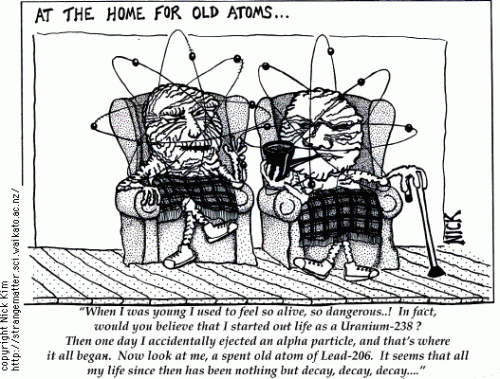 AT THE HOME FOR OLD ATOMS...
NICK
copyright Nick Kim
http://strangematter.sci.waikato.ac.nz/
"When I was young I used to feel so alive, so dangerous..! In fact,
would you believe that I started out life as a Uranium-238 ?
Then one day I accidentally ejected an alpha particle, and that's where
it all began. Now look at me, a spent old atom of Lead-206. It seems that all
my life since then has been nothing but decay, decay, decay...."